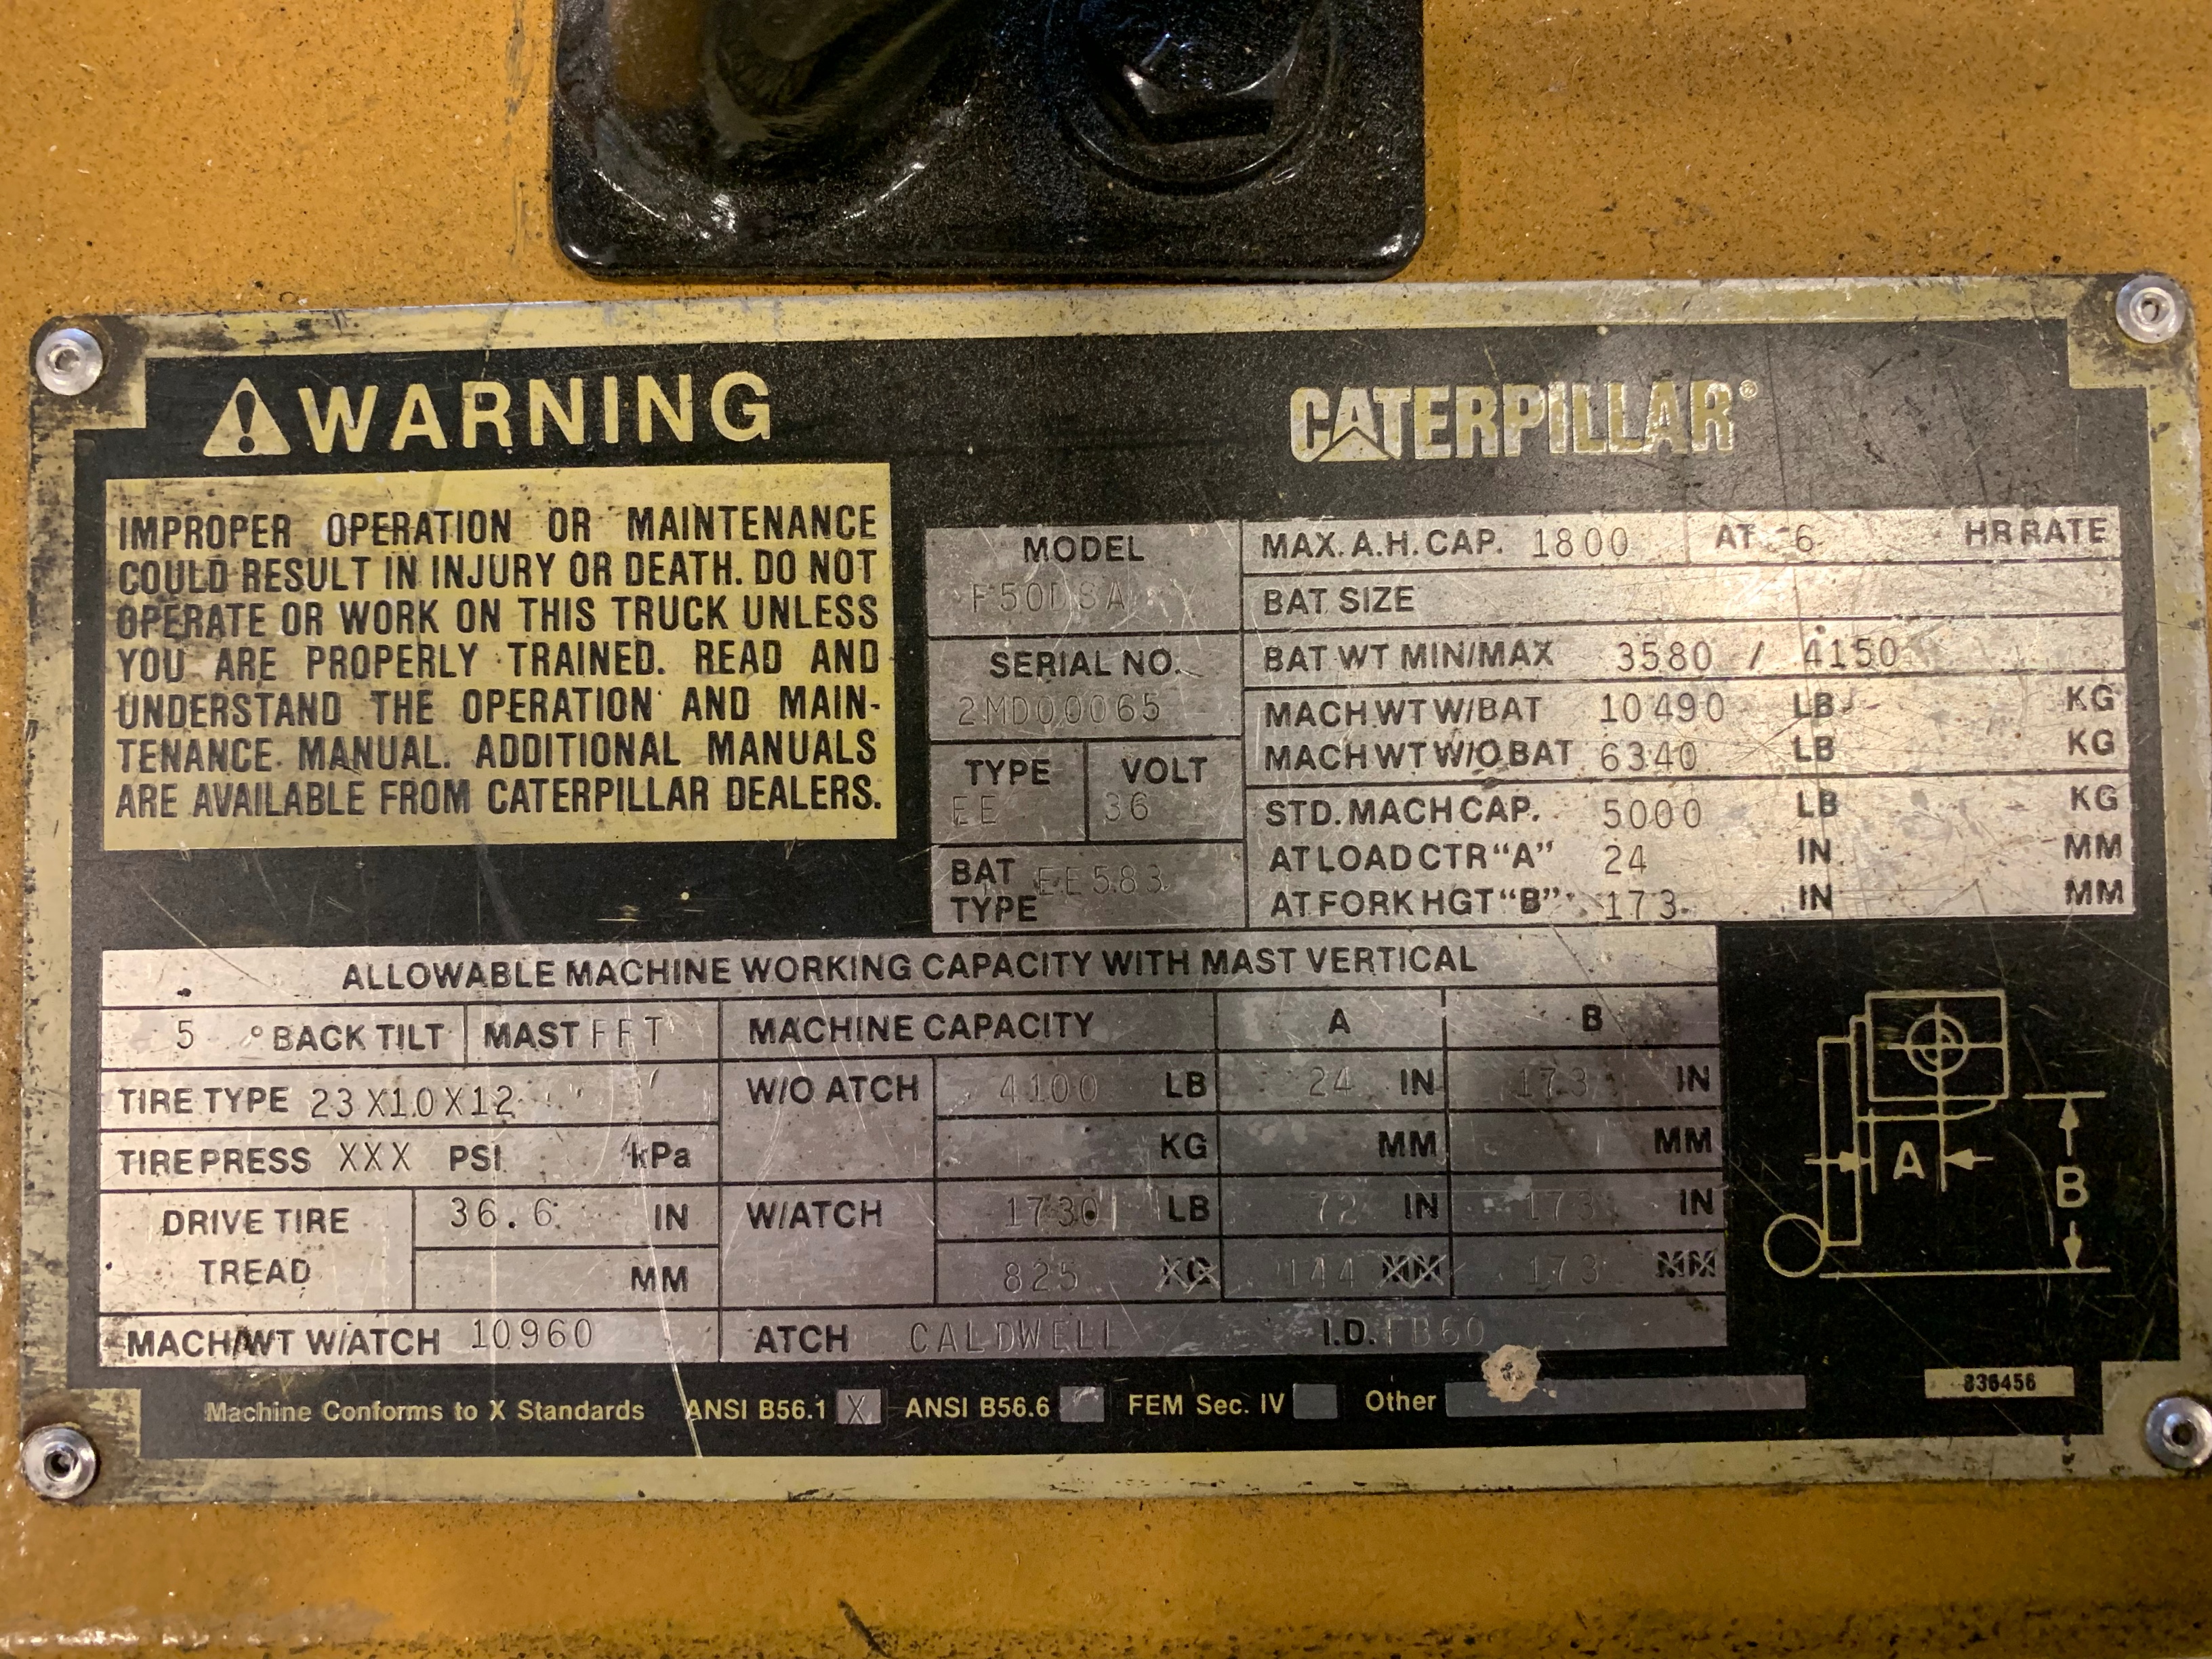 WARNING
CATERPILLAR®
IMPROPER OPERATION OR MAINTENANCE
COULD RESULT IN INJURY OR DEATH. DO NOT
OPERATE OR WORK ON THIS TRUCK UNLESS
YOU ARE PROPERLY TRAINED. READ AND
UNDERSTAND THE OPERATION AND MAIN-
TENANCE MANUAL. ADDITIONAL MANUALS
ARE AVAILABLE FROM CATERPILLAR DEALERS.
MODEL
F50DSA
SERIAL NO.
2MD00065
TYPE VOLT
EE 36
BAT EE583
TYPE
MAX. A.H. CAP. 1800 AT 6 HR RATE
BAT SIZE
BAT WT MIN/MAX 3580 / 4150
MACH WT W/BAT 10490 LB KG
MACH WT W/O BAT 6340 LB KG
STD. MACH CAP. 5000 LB KG
AT LOAD CTR "A" 24 IN MM
AT FORK HGT "B" 173 IN MM
ALLOWABLE MACHINE WORKING CAPACITY WITH MAST VERTICAL
5 ° BACK TILT MAST FFT MACHINE CAPACITY A B
TIRE TYPE 23X10X12 W/O ATCH 4100 LB 24 IN 173 IN
TIRE PRESS XXX PSI kPa KG MM MM
DRIVE TIRE 36.6 IN W/ATCH 1730 LB 72 IN 173 IN
TREAD MM 825 KG 144 MM 173 MM
MACH WT W/ATCH 10960 ATCH CALDWELL I.D. FB60
A
B
836456
Machine Conforms to X Standards ANSI B56.1 X ANSI B56.6 FEM Sec. IV Other